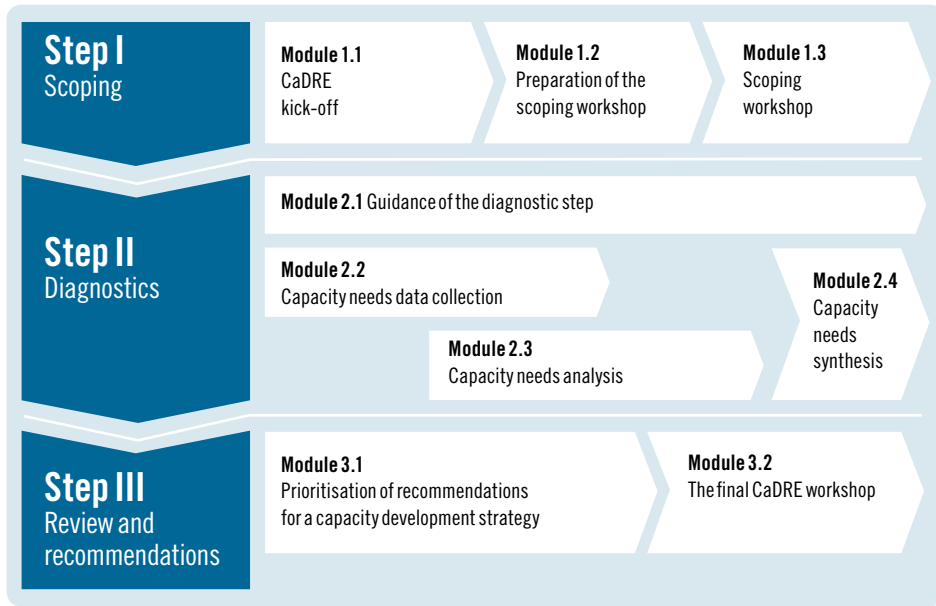 Step I
Scoping
Module 1.1
CaDRE
kick-off
Module 1.2
Preparation of the
scoping workshop
Module 1.3
Scoping
workshop
Step II
Diagnostics
Module 2.1 Guidance of the diagnostic step
Module 2.2
Capacity needs data collection
Module 2.3
Capacity needs analysis
Module 2.4
Capacity
needs
synthesis
Step III
Review and
recommendations
Module 3.1
Prioritisation of recommendations
for a capacity development strategy
Module 3.2
The final CaDRE workshop